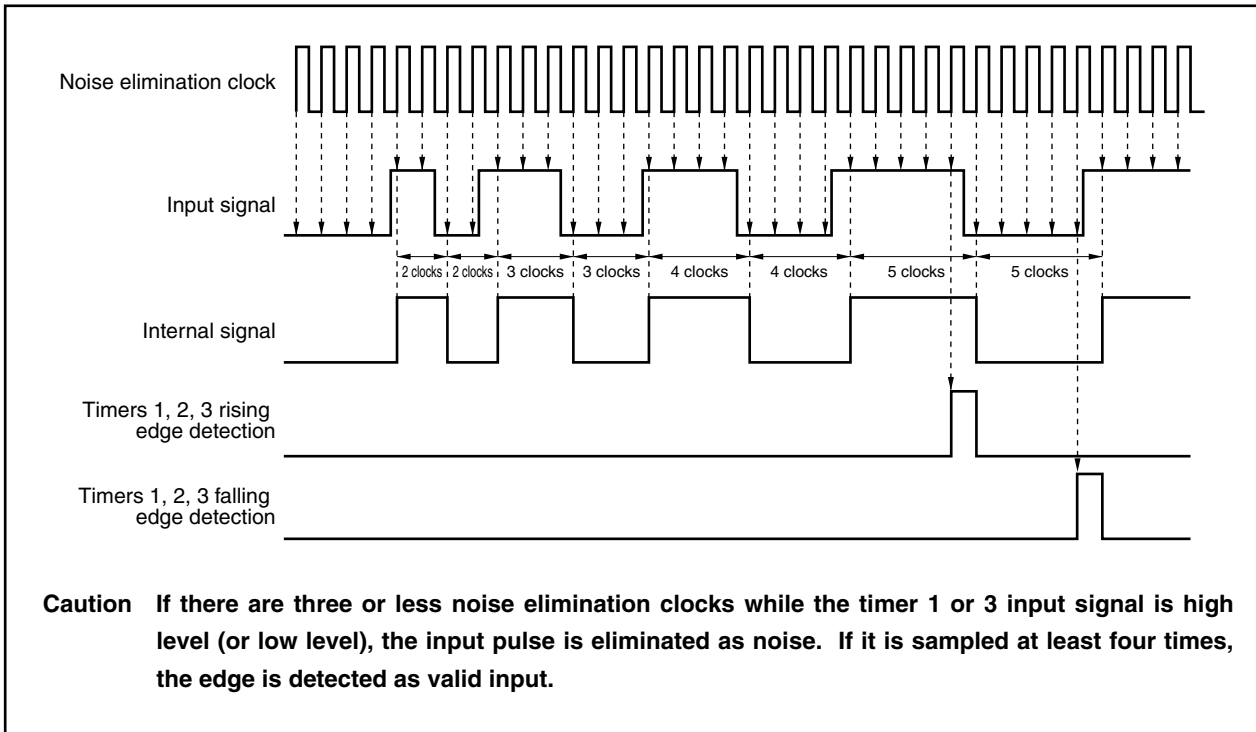 Noise elimination clock
Input signal
2 clocks 2 clocks 3 clocks 3 clocks 4 clocks 4 clocks 5 clocks 5 clocks
Internal signal
Timers 1, 2, 3 rising
edge detection
Timers 1, 2, 3 falling
edge detection
Caution If there are three or less noise elimination clocks while the timer 1 or 3 input signal is high
level (or low level), the input pulse is eliminated as noise. If it is sampled at least four times,
the edge is detected as valid input.